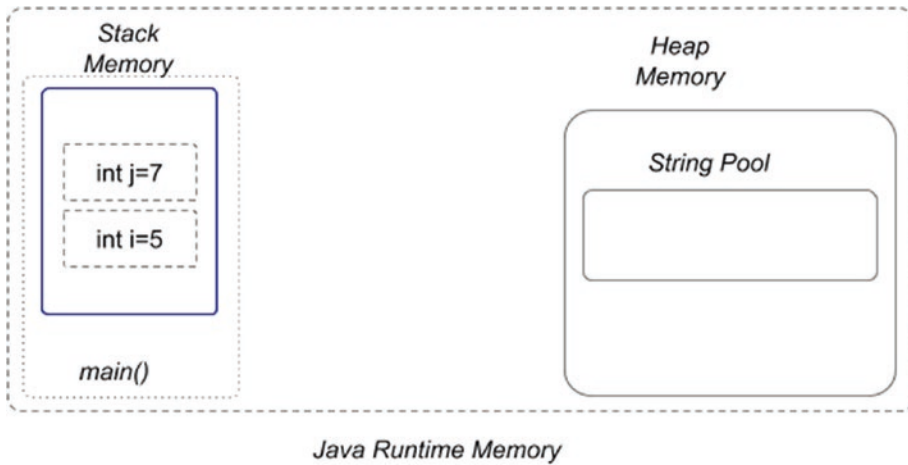 Stack
Memory
Heap
Memory
int j=7
int i=5
String Pool
main()
Java Runtime Memory